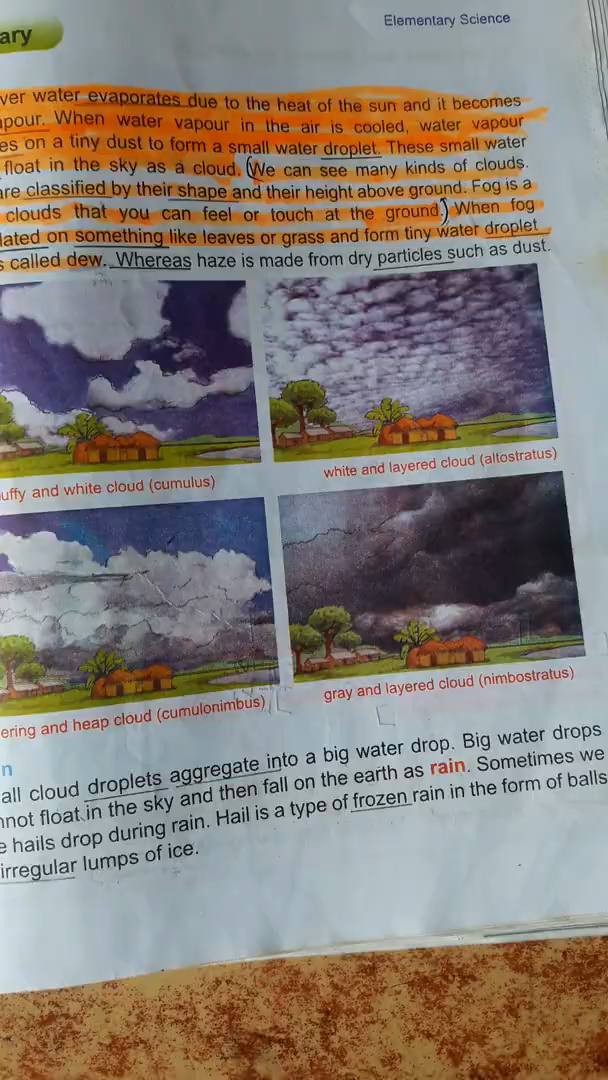 ary
Elementary Science
ver water evaporates due to the heat of the sun and it becomes
apour. When water vapour in the air is cooled, water vapour
es on a tiny dust to form a small water droplet. These small water
float in the sky as a cloud. (We can see many kinds of clouds.
are classified by their shape and their height above ground. Fog is a
clouds that you can feel or touch at the ground.) When fog
lated on something like leaves or grass and form tiny water droplet
s called dew. Whereas haze is made from dry particles such as dust.
uffy and white cloud (cumulus)
white and layered cloud (altostratus)
ering and heap cloud (cumulonimbus)
gray and layered cloud (nimbostratus)
n
all cloud droplets aggregate into a big water drop. Big water drops
nnot float in the sky and then fall on the earth as rain. Sometimes we
e hails drop during rain. Hail is a type of frozen rain in the form of balls
irregular lumps of ice.